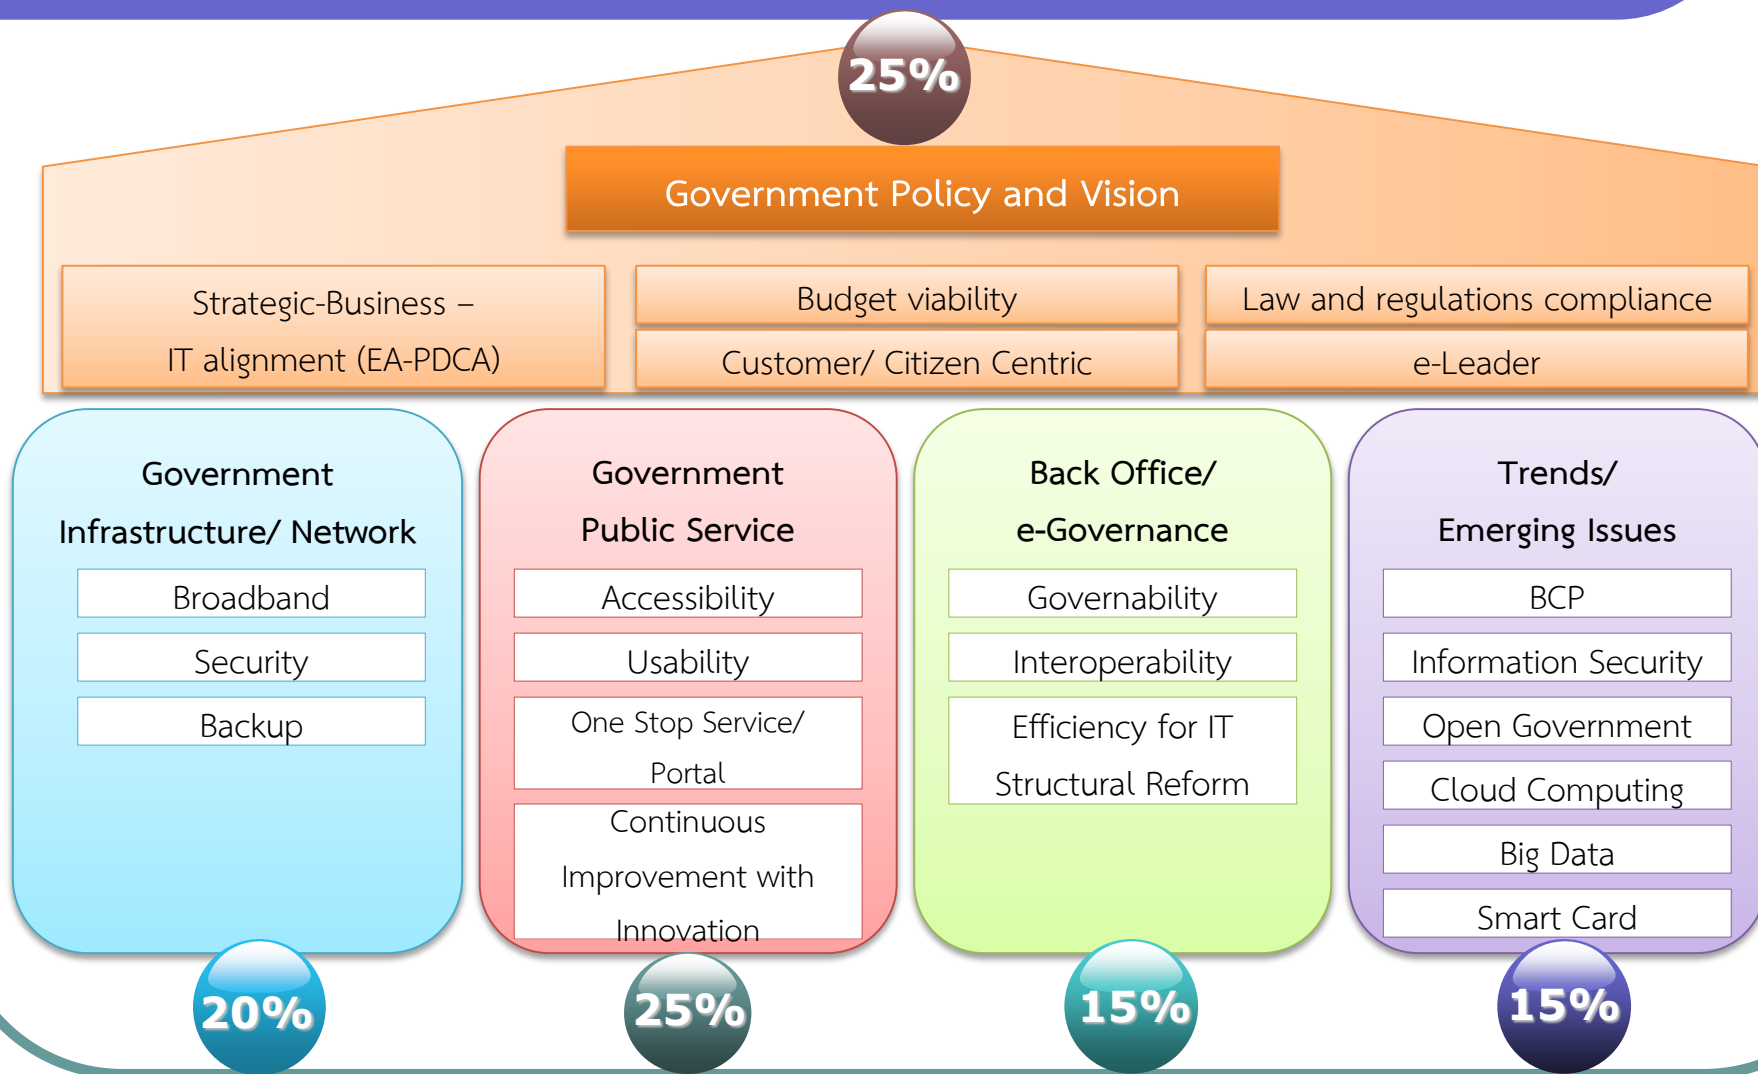 25%
Government Policy and Vision
Strategic-Business –
IT alignment (EA-PDCA)
Budget viability
Customer/ Citizen Centric
Law and regulations compliance
e-Leader
Government
Infrastructure/ Network
Broadband
Security
Backup
20%
Government
Public Service
Accessibility
Usability
One Stop Service/
Portal
Continuous
Improvement with
Innovation
25%
Back Office/
e-Governance
Governability
Interoperability
Efficiency for IT
Structural Reform
15%
Trends/
Emerging Issues
BCP
Information Security
Open Government
Cloud Computing
Big Data
Smart Card
15%